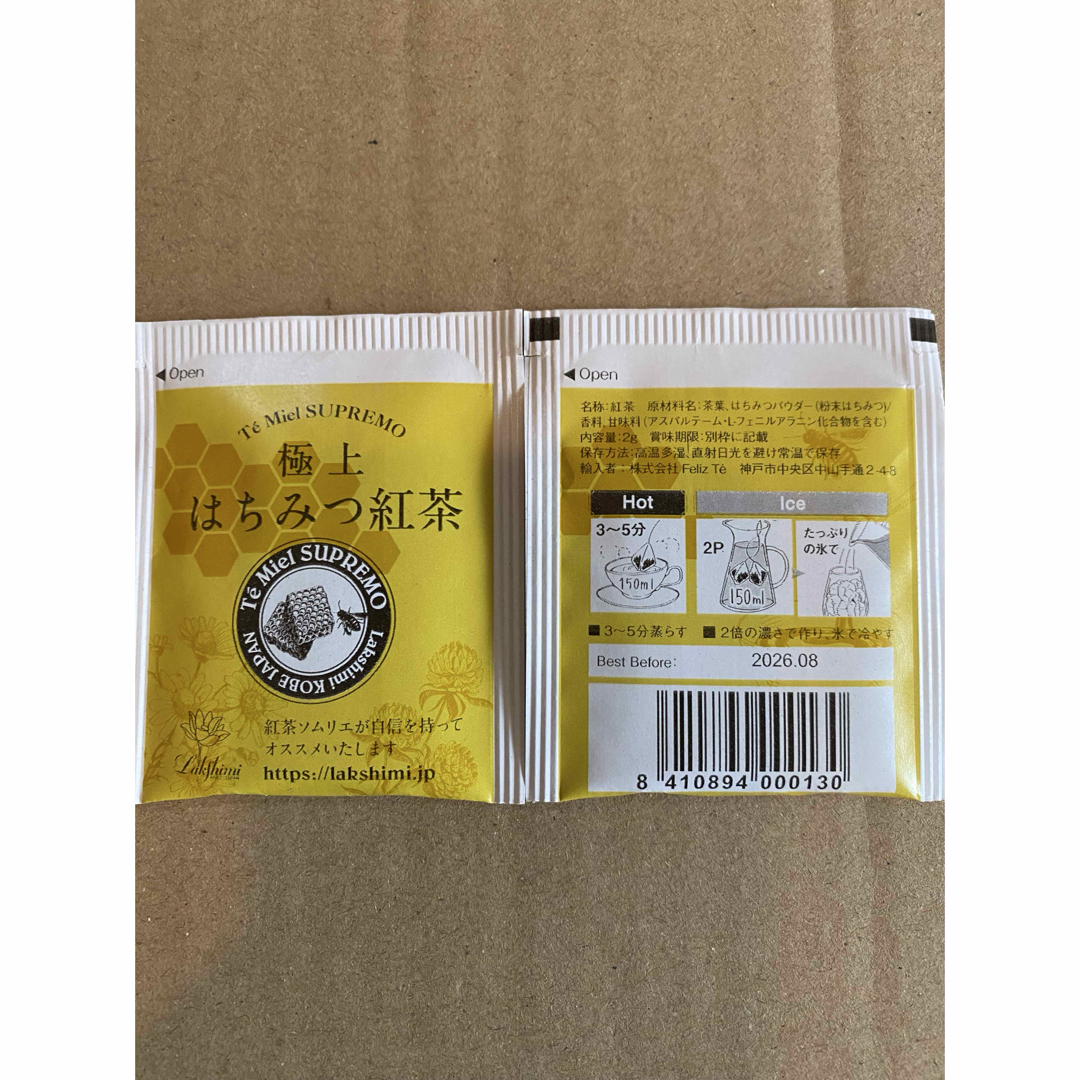 ◀Open
Té Miel SUPREMO
極上
はちみつ紅茶
Té Miel SUPREMO
Lakshimi KOBE JAPAN
紅茶ソムリエが自信を持って
オススメいたします
Lakshimi
https://lakshimi.jp
◀Open
名称:紅茶 原材料名:茶葉、はちみつパウダー(粉末はちみつ)/
香料、甘味料(アスパルテーム・L-フェニルアラニン化合物を含む)
内容量:2g 賞味期限:別枠に記載
保存方法:高温多湿、直射日光を避け常温で保存
輸入者:株式会社Feliz Té 神戸市中央区中山手通2-4-8
Hot
Ice
3〜5分
150ml
2P
150ml
たっぷり
の氷で
■3〜5分蒸らす
■2倍の濃さで作り、氷で冷やす
Best Before: 2026.08
8 410894 000130